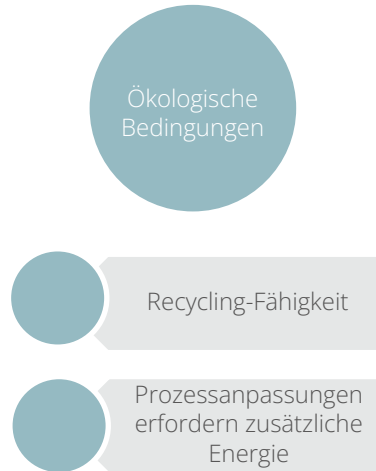 Ökologische
Bedingungen
Recycling-Fähigkeit
Prozessanpassungen
erfordern zusätzliche
Energie